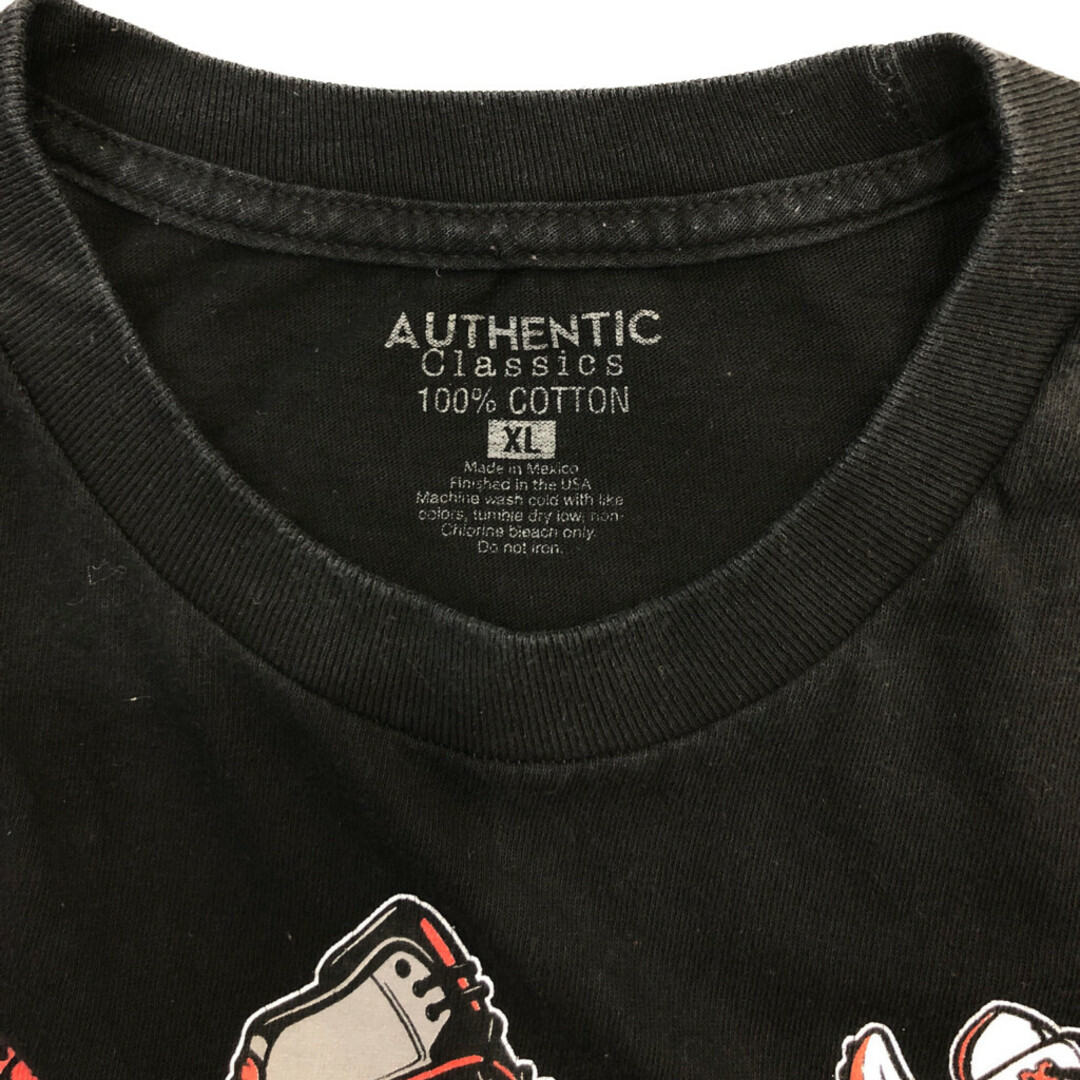 AUTHENTIC
Classics
100% COTTON
XL
Made in Mexico
Finished in the USA
Machine wash cold with like
colors, tumble dry low, non-
Chlorine bleach only.
Do not iron.